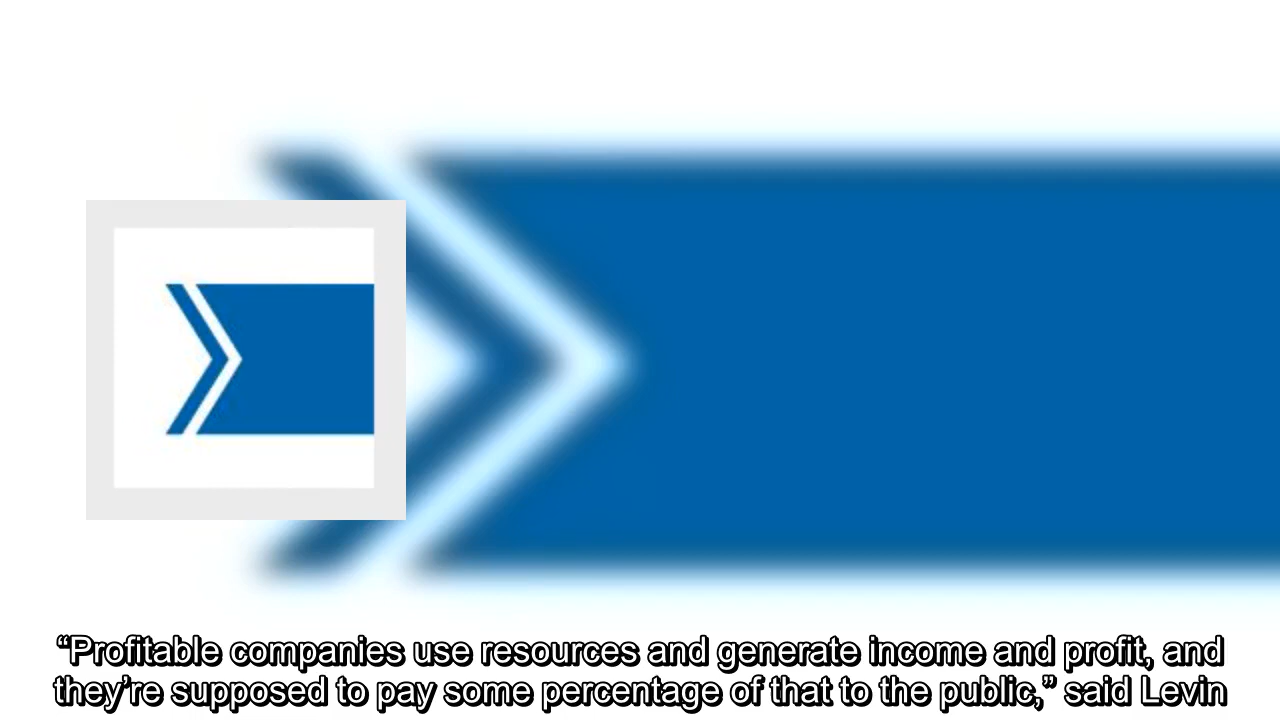 “Profitable companies use resources and generate income and profit, and
they’re supposed to pay some percentage of that to the public,” said Levin